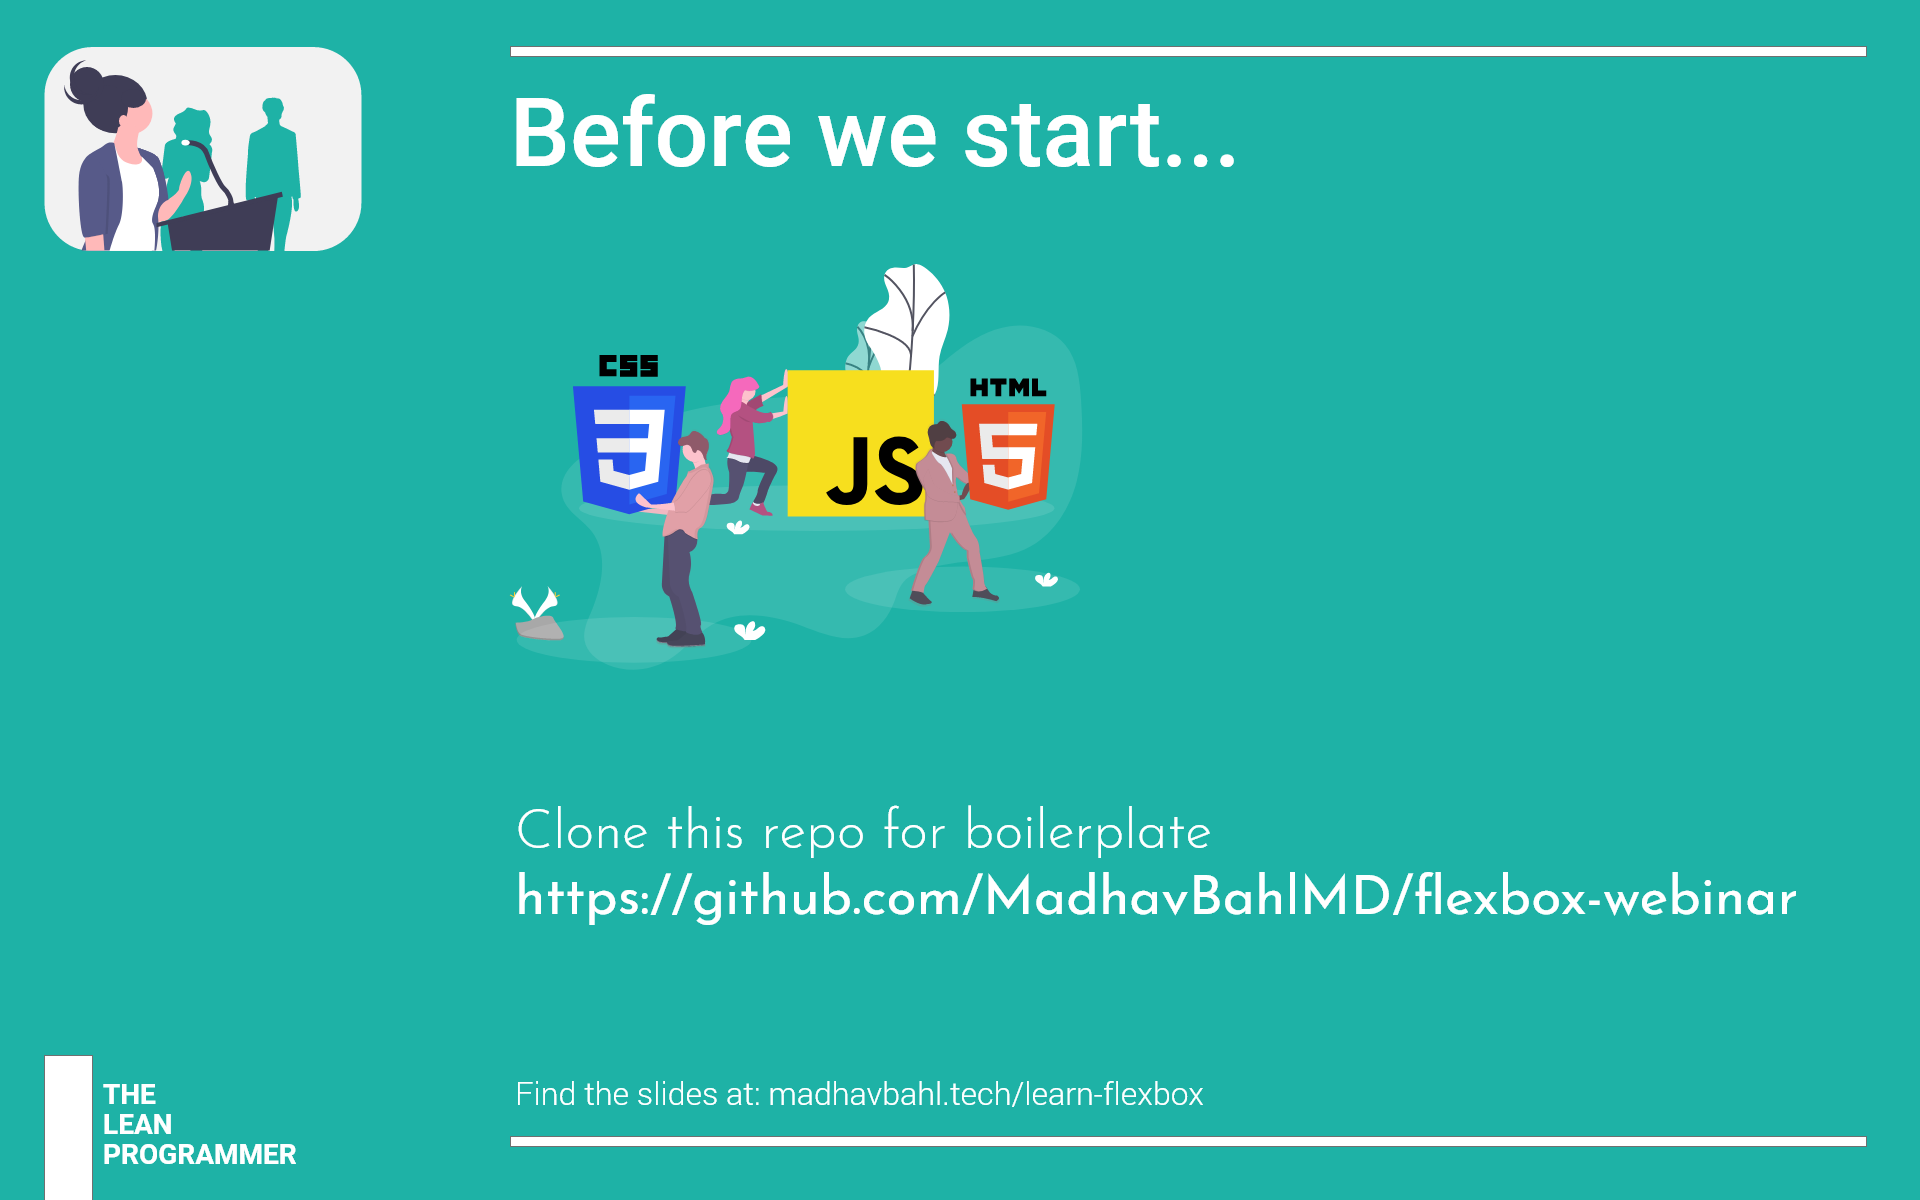 Before we start...
CSS
HTML
JS
Clone this repo for boilerplate
https://github.com/MadhavBahlMD/flexbox-webinar
Find the slides at: madhavbahl.tech/learn-flexbox
THE
LEAN
PROGRAMMER